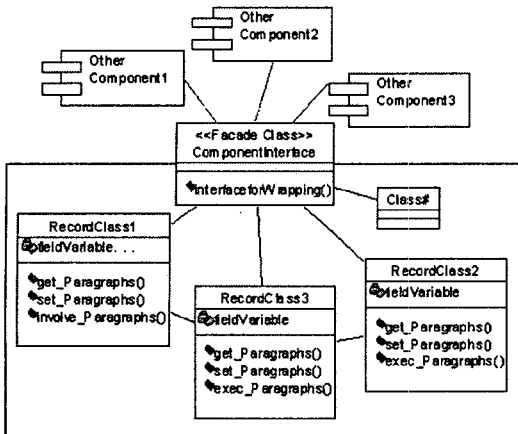 Other
Component2
Other
Component1
Other
Component3
<<Facade Class>>
ComponentInterface
InterfaceforWrapping()
Class#
RecordClass1
fieldVariable...
get_Paragraphs()
set_Paragraphs()
involve_Paragraphs()
RecordClass3
fieldVariable
get_Paragraphs()
set_Paragraphs()
exec_Paragraphs()
RecordClass2
fieldVariable
get_Paragraphs()
set_Paragraphs()
exec_Paragraphs()